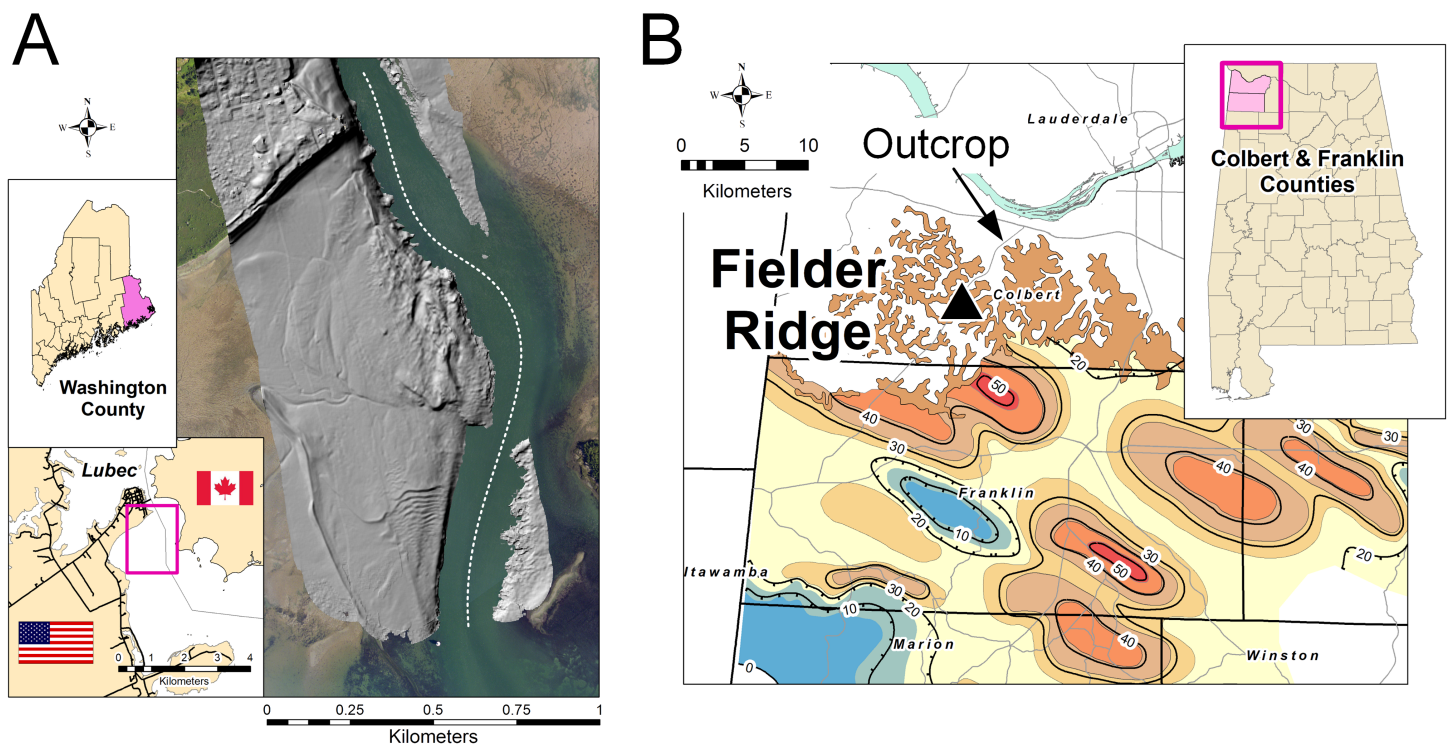 A
N
W
E
S
Washington
County
Lubec
0
1
2
3
4
Kilometers
0
0.25
0.5
0.75
1
Kilometers
B
N
W
E
S
0
5
10
Kilometers
Outcrop
Lauderdale
Colbert & Franklin
Counties
Fielder
Ridge
Colbert
20
50
40
30
30
30
40
40
Franklin
20
10
30
50
20
Itawamba
30
20
10
40
Marion
Winston
0